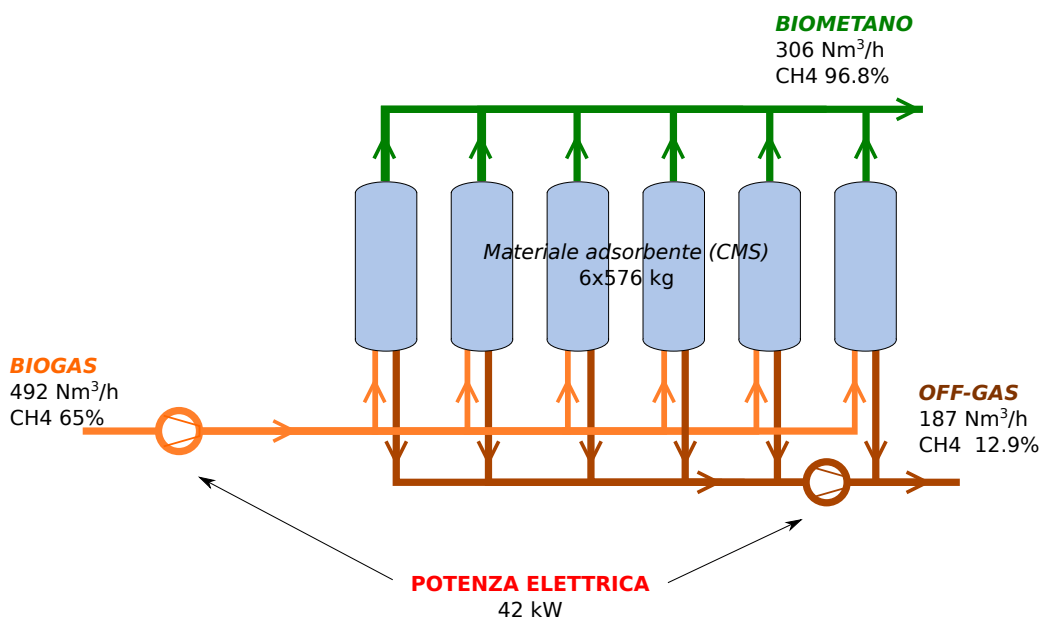 BIOMETANO
306 Nm³/h
CH4 96.8%
Materiale adsorbente (CMS)
6x576 kg
BIOGAS
492 Nm³/h
CH4 65%
OFF-GAS
187 Nm³/h
CH4  12.9%
POTENZA ELETTRICA
42 kW